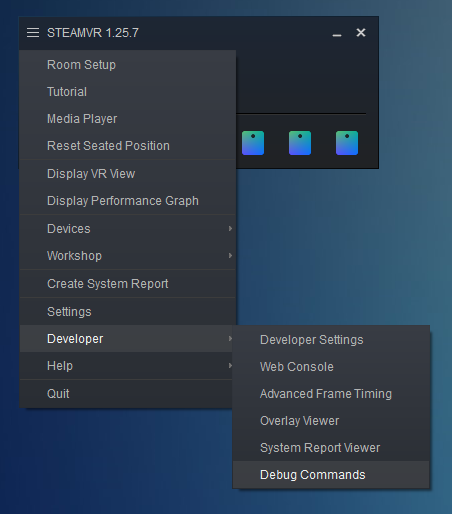 STEAMVR 1.25.7
Room Setup
Tutorial
Media Player
Reset Seated Position
Display VR View
Display Performance Graph
Devices
Workshop
Create System Report
Settings
Developer
Help
Quit
Developer Settings
Web Console
Advanced Frame Timing
Overlay Viewer
System Report Viewer
Debug Commands